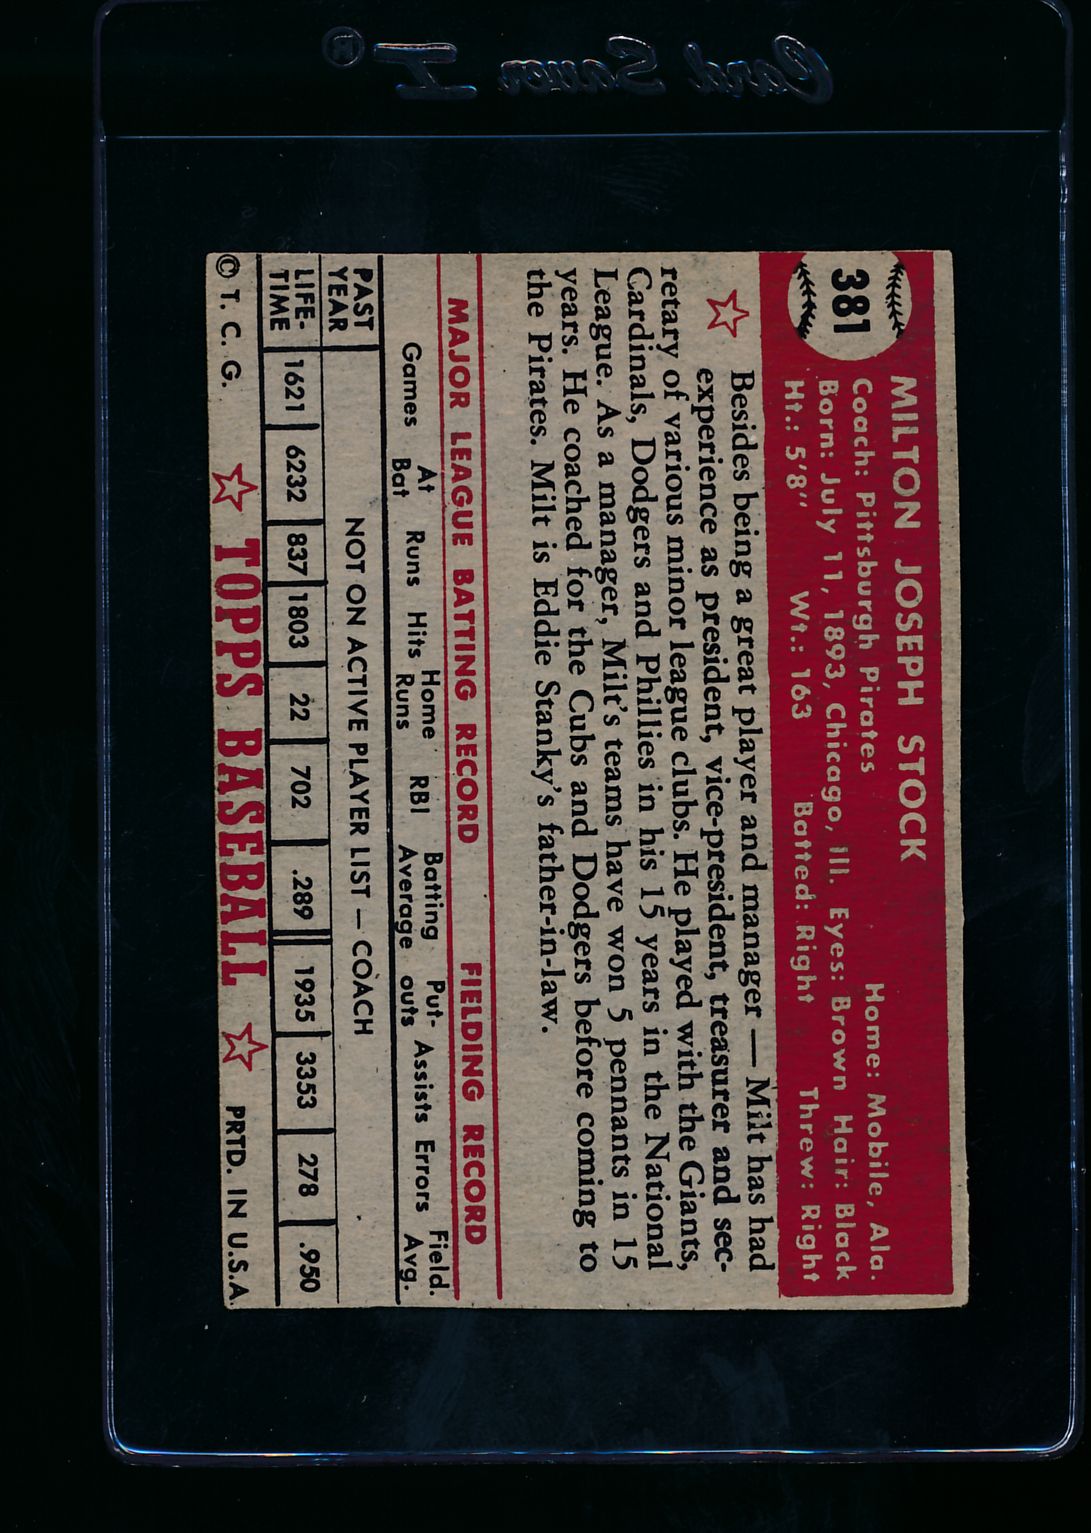 Card Saver I ®
381
MILTON JOSEPH STOCK
Coach: Pittsburgh Pirates Home: Mobile, Ala.
Born: July 11, 1893, Chicago, Ill. Eyes: Brown Hair: Black
Ht.: 5'8" Wt.: 163 Batted: Right Threw: Right
Besides being a great player and manager — Milt has had
experience as president, vice-president, treasurer and sec-
retary of various minor league clubs. He played with the Giants,
Cardinals, Dodgers and Phillies in his 15 years in the National
League. As a manager, Milt's teams have won 5 pennants in 15
years. He coached for the Cubs and Dodgers before coming to
the Pirates. Milt is Eddie Stanky's father-in-law.
MAJOR LEAGUE BATTING RECORD FIELDING RECORD
Games At Bat Runs Hits Home Runs RBI Batting Average Put-outs Assists Errors Field. Avg.
PAST YEAR NOT ON ACTIVE PLAYER LIST — COACH
LIFE-TIME 1621 6232 837 1803 22 702 .289 1935 3353 278 .950
© T. C. G. TOPPS BASEBALL PRTD. IN U.S.A.